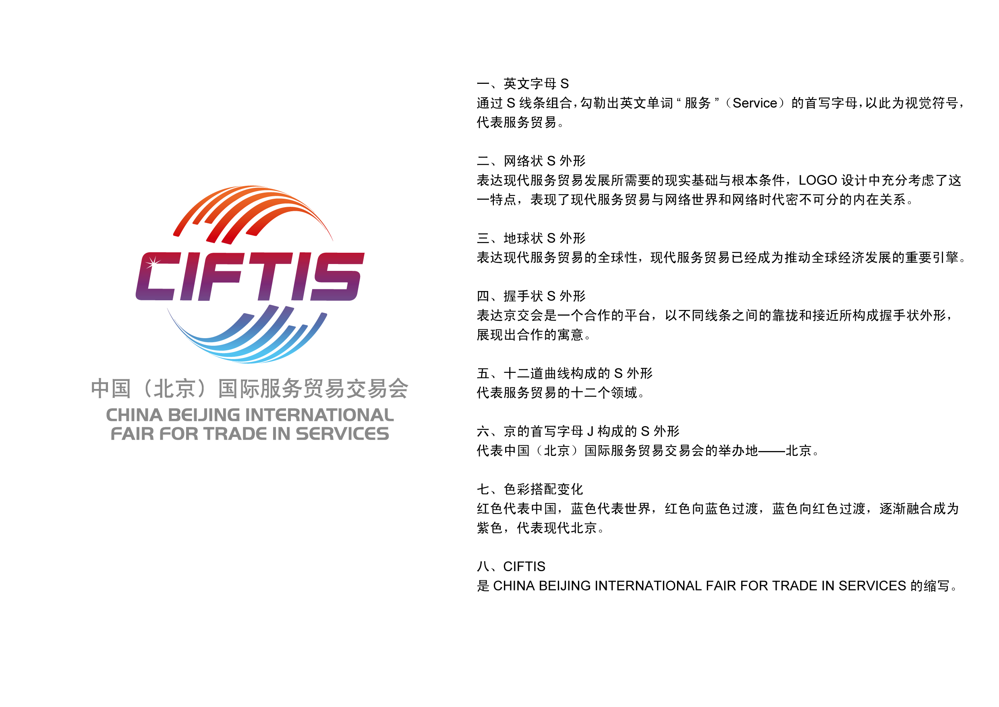 CIFTIS
中国（北京）国际服务贸易交易会
CHINA BEIJING INTERNATIONAL
FAIR FOR TRADE IN SERVICES
一、英文字母 S
通过 S 线条组合，勾勒出英文单词“ 服务 ”（Service）的首写字母，以此为视觉符号，
代表服务贸易。
二、网络状 S 外形
表达现代服务贸易发展所需要的现实基础与根本条件，LOGO 设计中充分考虑了这
一特点，表现了现代服务贸易与网络世界和网络时代密不可分的内在关系。
三、地球状 S 外形
表达现代服务贸易的全球性，现代服务贸易已经成为推动全球经济发展的重要引擎。
四、握手状 S 外形
表达京交会是一个合作的平台，以不同线条之间的靠拢和接近所构成握手状外形，
展现出合作的寓意。
五、十二道曲线构成的 S 外形
代表服务贸易的十二个领域。
六、京的首写字母 J 构成的 S 外形
代表中国（北京）国际服务贸易交易会的举办地——北京。
七、色彩搭配变化
红色代表中国，蓝色代表世界，红色向蓝色过渡，蓝色向红色过渡，逐渐融合成为
紫色，代表现代北京。
八、CIFTIS
是 CHINA BEIJING INTERNATIONAL FAIR FOR TRADE IN SERVICES 的缩写。